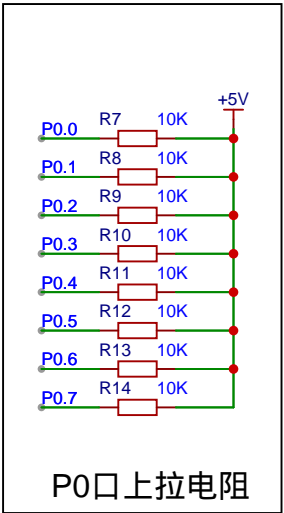 +5V
R7 10K
P0.0
R8 10K
P0.1
R9 10K
P0.2
R10 10K
P0.3
R11 10K
P0.4
R12 10K
P0.5
R13 10K
P0.6
R14 10K
P0.7
P0口上拉电阻